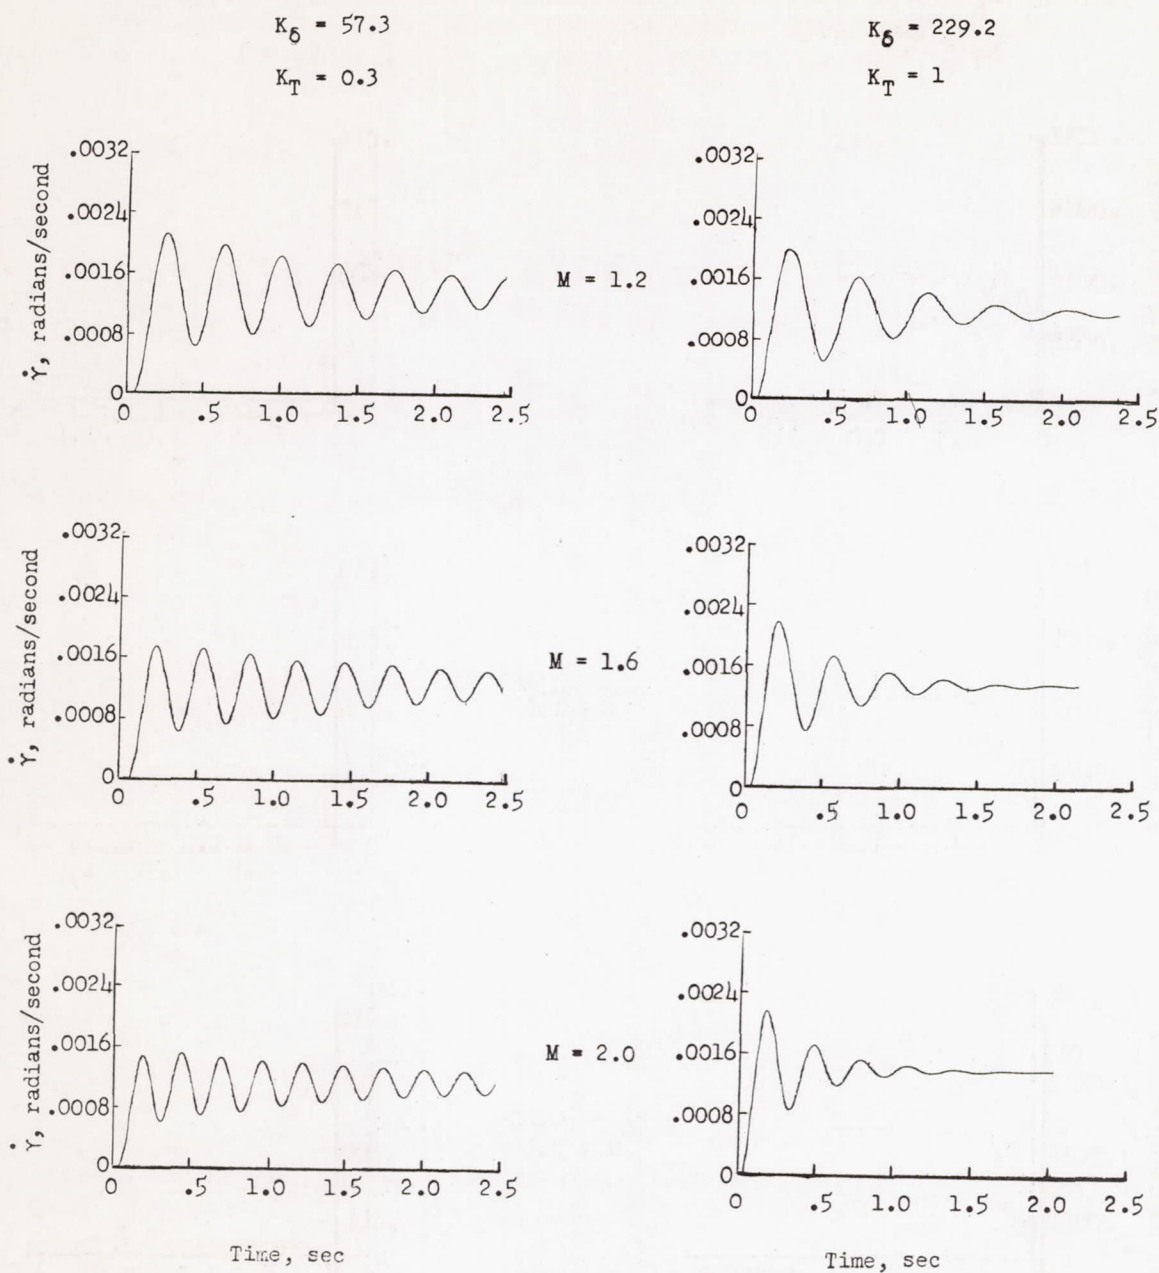 K_δ = 57.3
K_T = 0.3
K_δ = 229.2
K_T = 1
γ̇, radians/second
.0032
.0024
.0016
.0008
0
0 .5 1.0 1.5 2.0 2.5
M = 1.2
.0032
.0024
.0016
.0008
0
0 .5 1.0 1.5 2.0 2.5
γ̇, radians/second
.0032
.0024
.0016
.0008
0
0 .5 1.0 1.5 2.0 2.5
M = 1.6
.0032
.0024
.0016
.0008
0
0 .5 1.0 1.5 2.0 2.5
γ̇, radians/second
.0032
.0024
.0016
.0008
0
0 .5 1.0 1.5 2.0 2.5
Time, sec
M = 2.0
.0032
.0024
.0016
.0008
0
0 .5 1.0 1.5 2.0 2.5
Time, sec